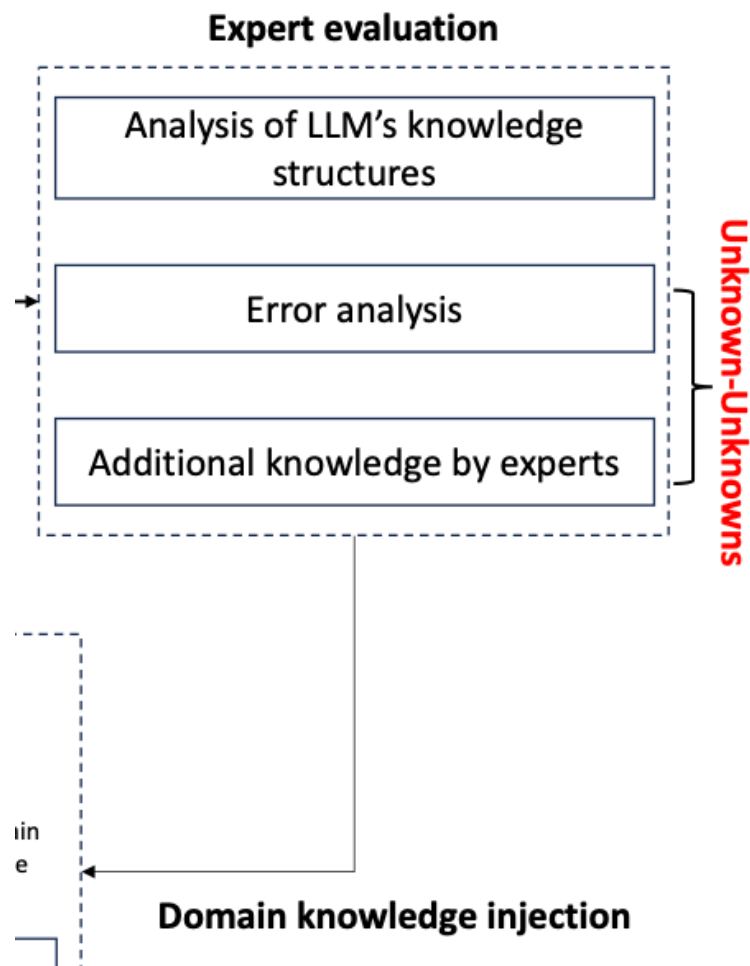 Expert evaluation
Analysis of LLM’s knowledge
structures
Error analysis
Additional knowledge by experts
Unknown-Unknowns
Domain knowledge injection